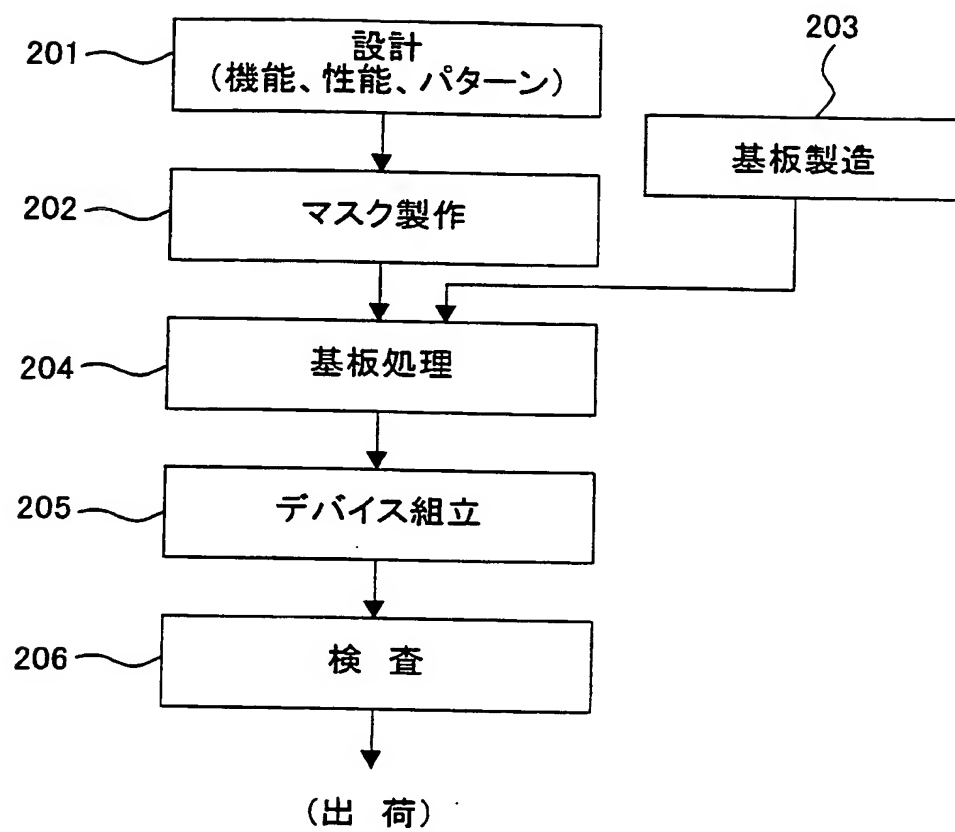 201
設計
(機能、性能、パターン)
203
基板製造
202
マスク製作
204
基板処理
205
デバイス組立
206
検 査
(出 荷)